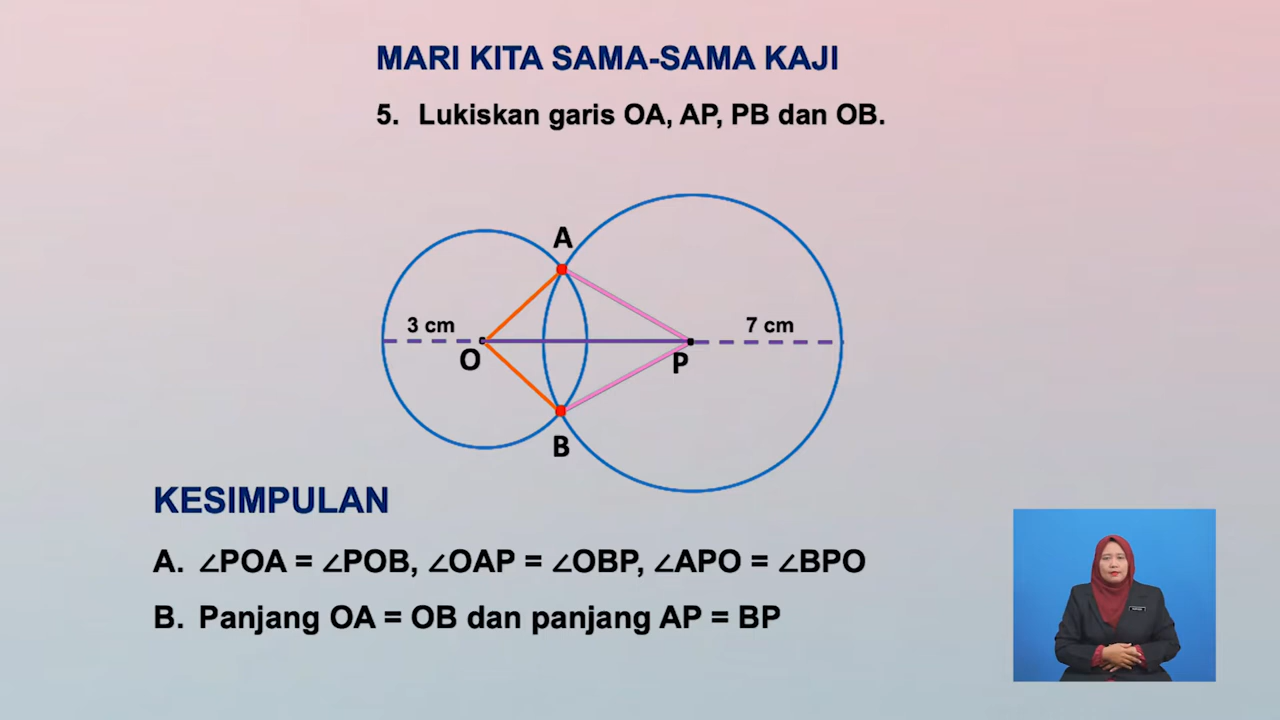 MARI KITA SAMA-SAMA KAJI
5. Lukiskan garis OA, AP, PB dan OB.
A
3 cm
7 cm
O
P
B
KESIMPULAN
A. ∠POA = ∠POB, ∠OAP = ∠OBP, ∠APO = ∠BPO
B. Panjang OA = OB dan panjang AP = BP